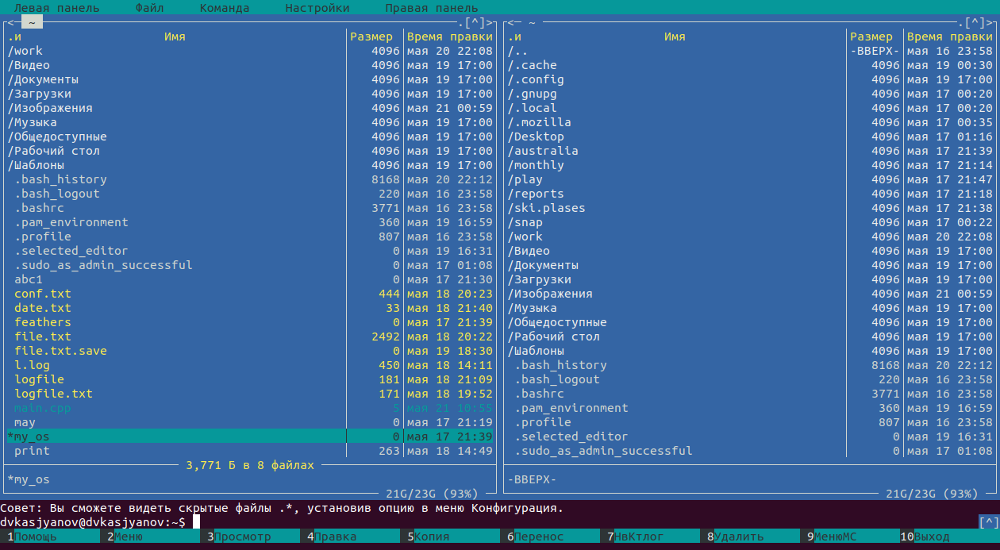 Левая панель Файл Команда Настройки Правая панель
<- ~ .[^]> <- ~ .[^]>
.и Имя Размер Время правки .и Имя Размер Время правки
/work 4096 мая 20 22:08 /.. -ВВЕРХ- мая 16 23:58
/Видео 4096 мая 19 17:00 /.cache 4096 мая 19 00:30
/Документы 4096 мая 19 17:00 /.config 4096 мая 19 17:00
/Загрузки 4096 мая 19 17:00 /.gnupg 4096 мая 17 00:20
/Изображения 4096 мая 21 00:59 /.local 4096 мая 17 00:20
/Музыка 4096 мая 19 17:00 /.mozilla 4096 мая 17 00:35
/Общедоступные 4096 мая 19 17:00 /Desktop 4096 мая 17 01:16
/Рабочий стол 4096 мая 19 17:00 /australia 4096 мая 17 21:39
/Шаблоны 4096 мая 19 17:00 /monthly 4096 мая 17 21:14
.bash_history 8168 мая 20 22:12 /play 4096 мая 17 21:47
.bash_logout 220 мая 16 23:58 /reports 4096 мая 17 21:18
.bashrc 3771 мая 16 23:58 /ski.plases 4096 мая 17 21:38
.pam_environment 360 мая 19 16:59 /snap 4096 мая 17 00:22
.profile 807 мая 16 23:58 /work 4096 мая 20 22:08
.selected_editor 0 мая 19 16:31 /Видео 4096 мая 19 17:00
.sudo_as_admin_successful 0 мая 17 01:08 /Документы 4096 мая 19 17:00
abc1 0 мая 17 21:30 /Загрузки 4096 мая 19 17:00
conf.txt 444 мая 18 20:23 /Изображения 4096 мая 21 00:59
date.txt 33 мая 18 21:40 /Музыка 4096 мая 19 17:00
feathers 0 мая 17 21:39 /Общедоступные 4096 мая 19 17:00
file.txt 2492 мая 18 20:22 /Рабочий стол 4096 мая 19 17:00
file.txt.save 0 мая 19 18:30 /Шаблоны 4096 мая 19 17:00
l.log 450 мая 18 14:11 .bash_history 8168 мая 20 22:12
logfile 181 мая 18 21:09 .bash_logout 220 мая 16 23:58
logfile.txt 171 мая 18 19:52 .bashrc 3771 мая 16 23:58
main.cpp 5 мая 21 10:55 .pam_environment 360 мая 19 16:59
may 0 мая 17 21:19 .profile 807 мая 16 23:58
*my_os 0 мая 17 21:39 .selected_editor 0 мая 19 16:31
print 263 мая 18 14:49 .sudo_as_admin_successful 0 мая 17 01:08
3,771 Б в 8 файлах
*my_os -ВВЕРХ-
21G/23G (93%) 21G/23G (93%)
Совет: Вы сможете видеть скрытые файлы .*, установив опцию в меню Конфигурация.
dvkasjyanov@dvkasjyanov:~$ [^]
1Помощь 2Меню 3Просмотр 4Правка 5Копия 6Перенос 7НвКтлог 8Удалить 9МенюМС 10Выход